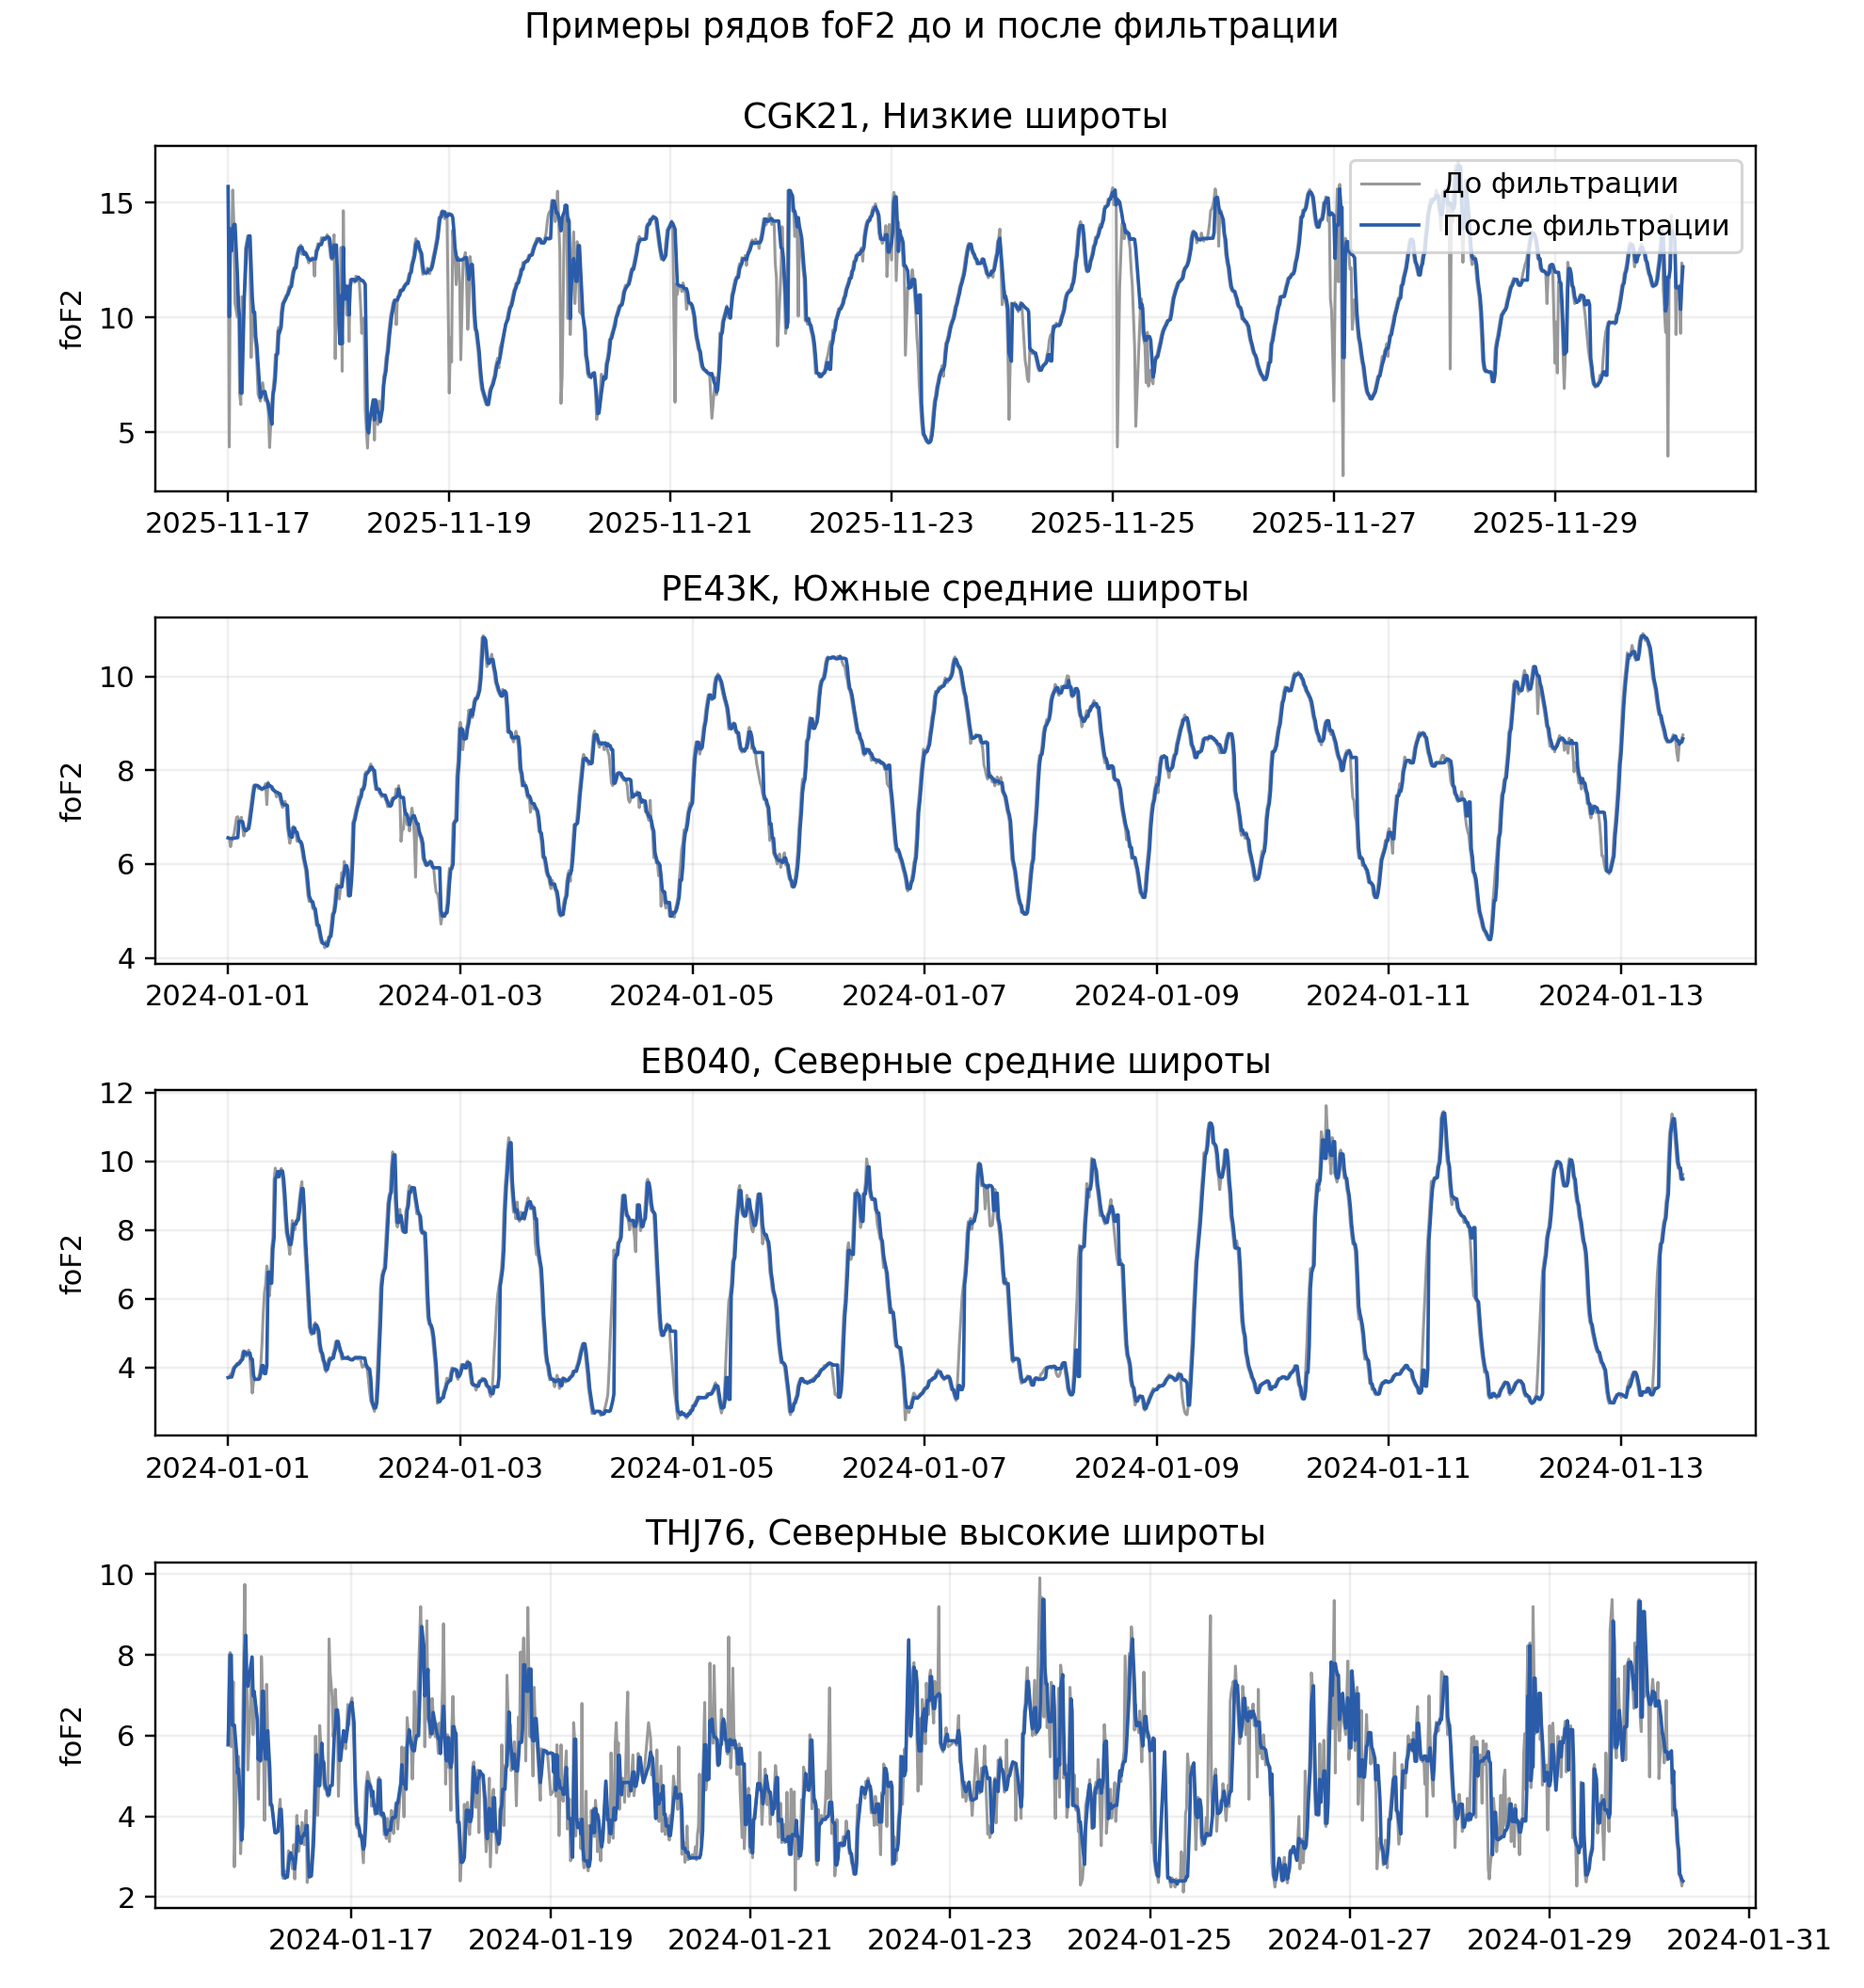 Примеры рядов foF2 до и после фильтрации
CGK21, Низкие широты
До фильтрации
После фильтрации
foF2
15
10
5
2025-11-17 2025-11-19 2025-11-21 2025-11-23 2025-11-25 2025-11-27 2025-11-29
PE43K, Южные средние широты
foF2
10
8
6
4
2024-01-01 2024-01-03 2024-01-05 2024-01-07 2024-01-09 2024-01-11 2024-01-13
EB040, Северные средние широты
foF2
12
10
8
6
4
2024-01-01 2024-01-03 2024-01-05 2024-01-07 2024-01-09 2024-01-11 2024-01-13
THJ76, Северные высокие широты
foF2
10
8
6
4
2
2024-01-17 2024-01-19 2024-01-21 2024-01-23 2024-01-25 2024-01-27 2024-01-29 2024-01-31